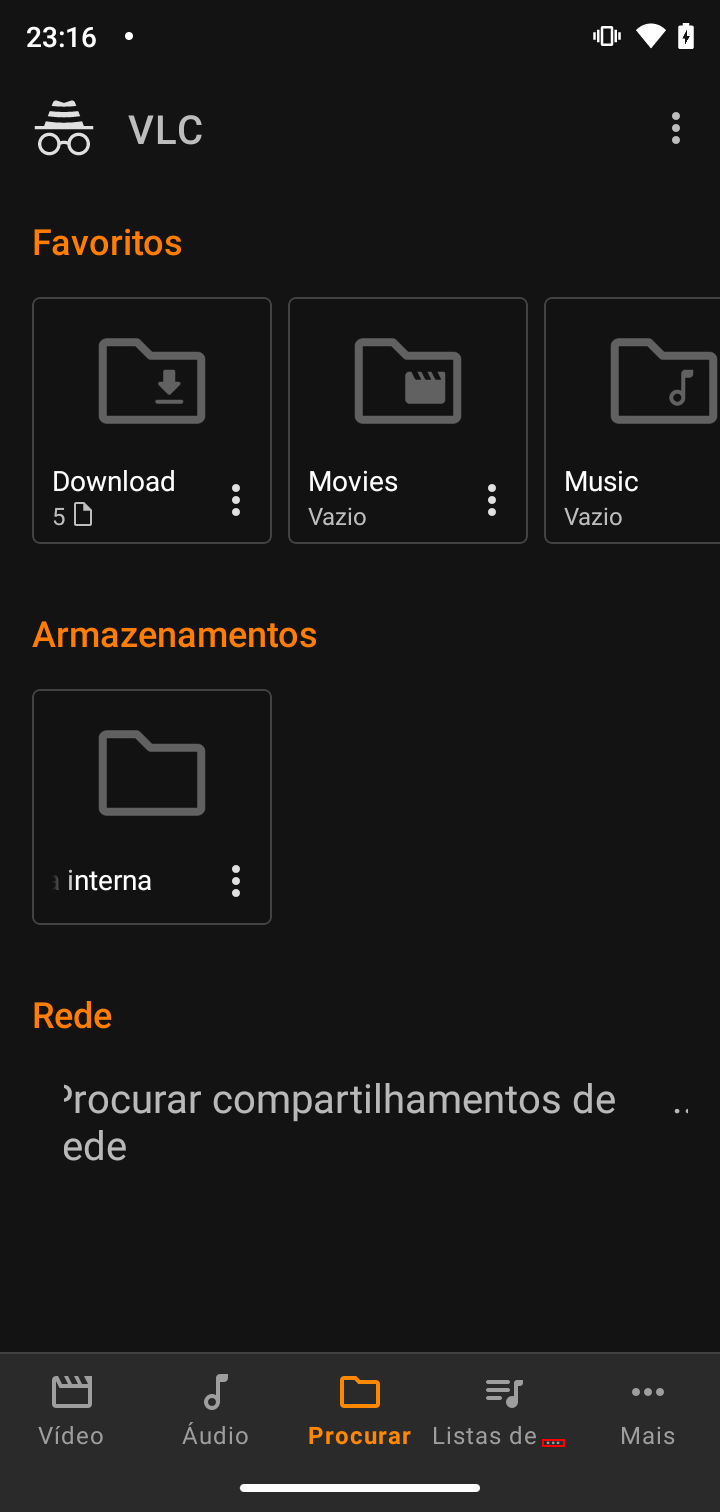 23:16
VLC
Favoritos
Download
5
Movies
Vazio
Music
Vazio
Armazenamentos
interna
Rede
Procurar compartilhamentos de ..
ede
Vídeo
Áudio
Procurar
Listas de ...
Mais